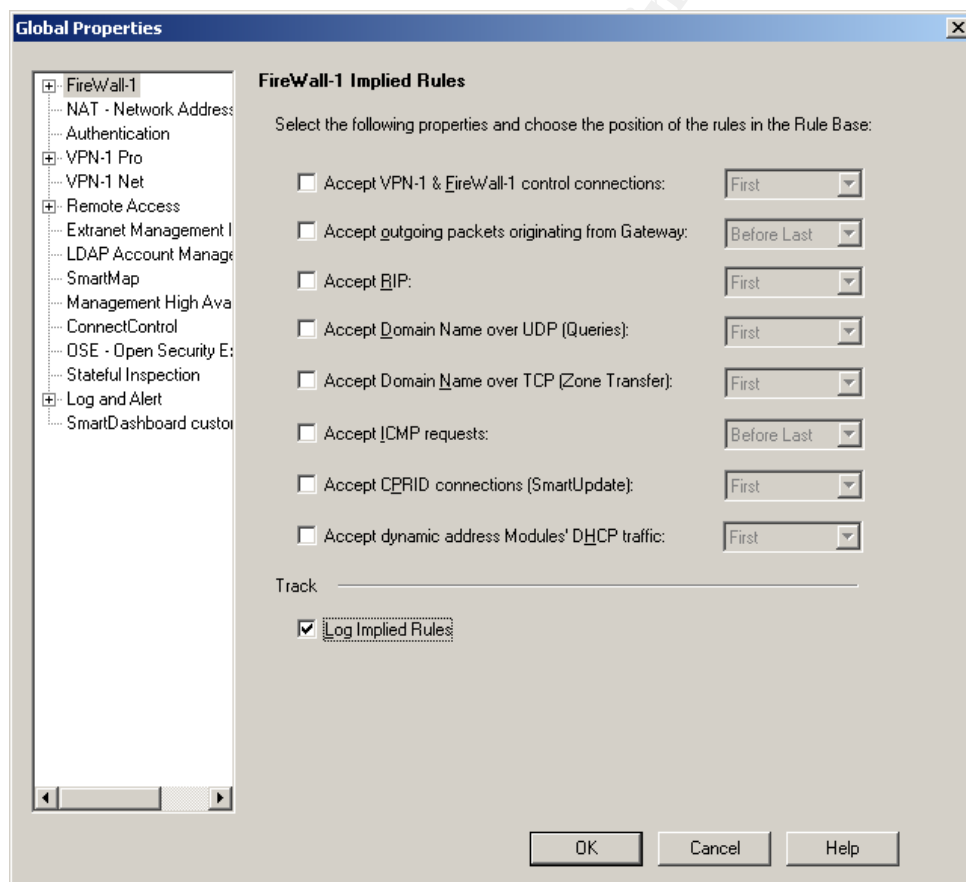 Global Properties
FireWall-1
NAT - Network Address
Authentication
VPN-1 Pro
VPN-1 Net
Remote Access
Extranet Management I
LDAP Account Manage
SmartMap
Management High Ava
ConnectControl
OSE - Open Security E
Stateful Inspection
Log and Alert
SmartDashboard custo
FireWall-1 Implied Rules
Select the following properties and choose the position of the rules in the Rule Base:
Accept VPN-1 & FireWall-1 control connections: First
Accept outgoing packets originating from Gateway: Before Last
Accept RIP: First
Accept Domain Name over UDP (Queries): First
Accept Domain Name over TCP (Zone Transfer): First
Accept ICMP requests: Before Last
Accept CPRID connections (SmartUpdate): First
Accept dynamic address Modules' DHCP traffic: First
Track
Log Implied Rules
OK Cancel Help